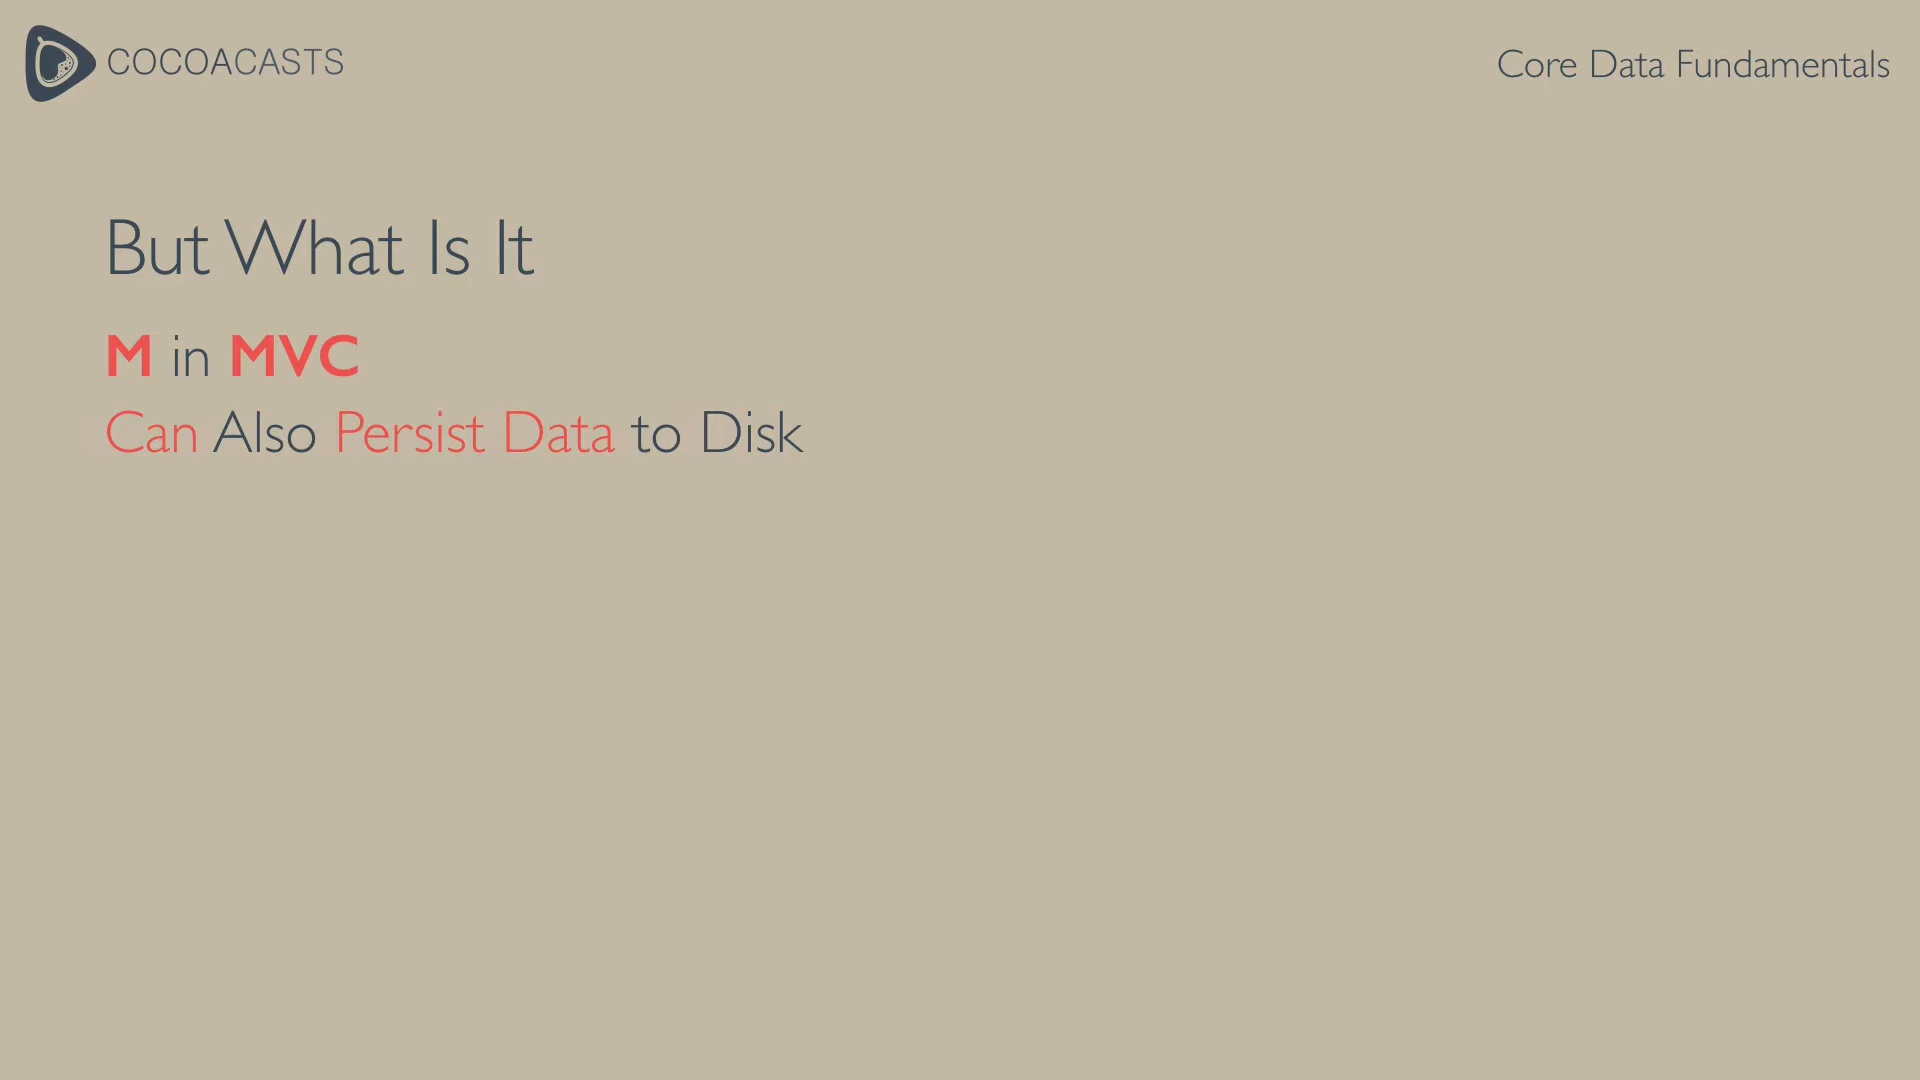 COCOACASTS
Core Data Fundamentals
But What Is It
M in MVC
Can Also Persist Data to Disk